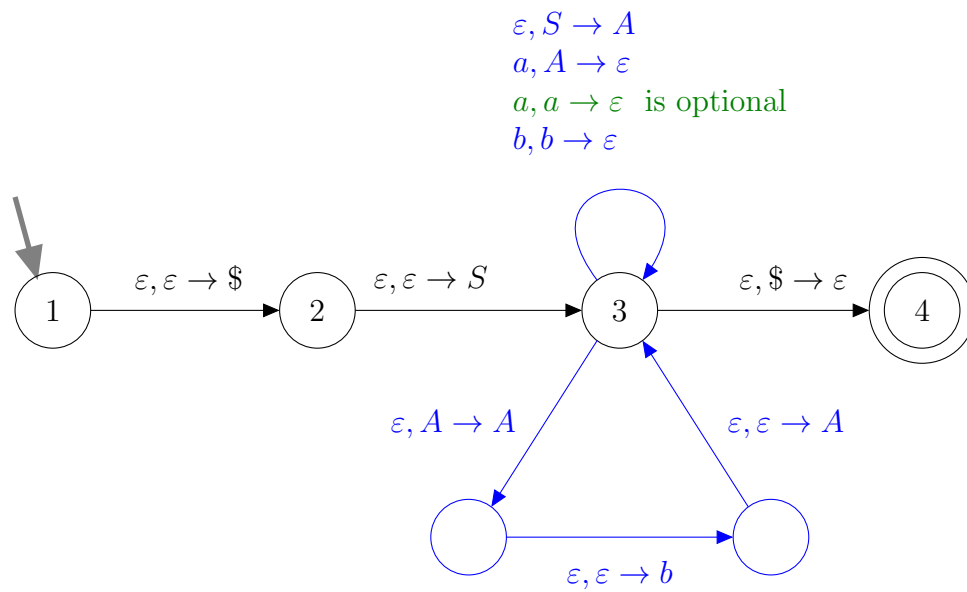 ε, S → A
a, A → ε
a, a → ε is optional
b, b → ε
ε, ε → $
ε, ε → S
ε, $ → ε
1
2
3
4
ε, A → A
ε, ε → A
ε, ε → b